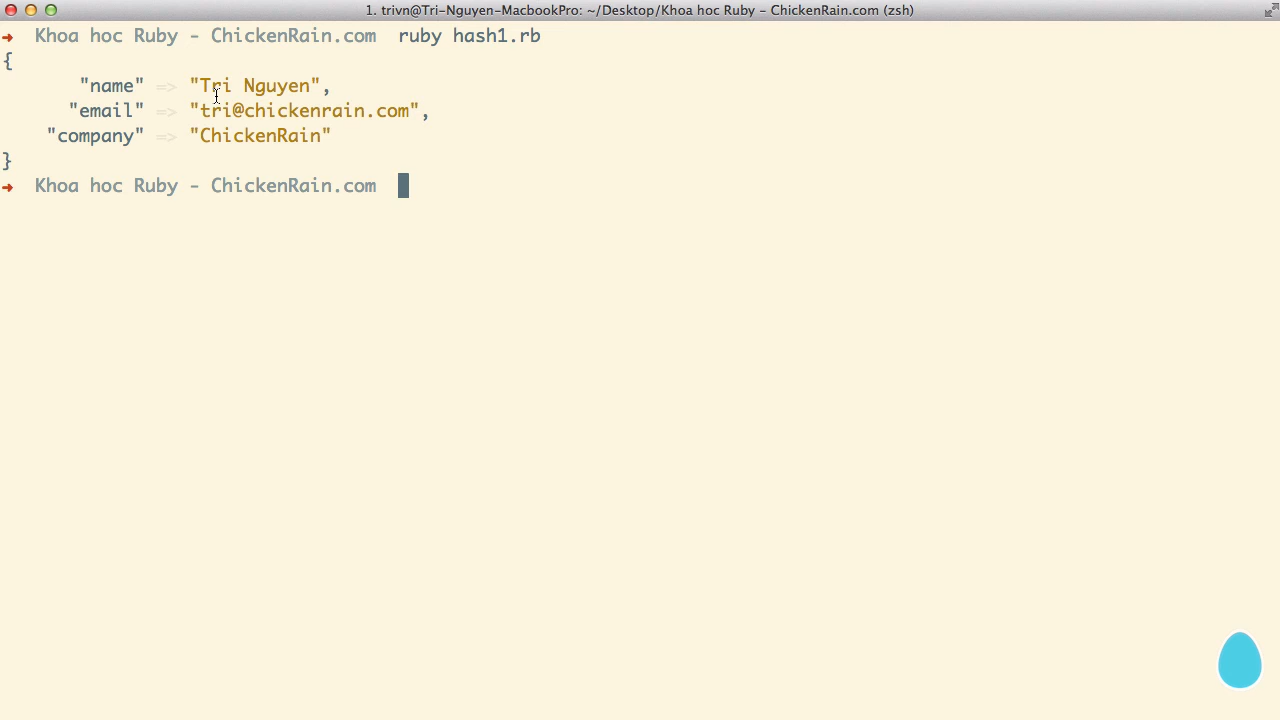 1. trivn@Tri-Nguyen-MacbookPro: ~/Desktop/Khoa hoc Ruby - ChickenRain.com (zsh)
➜  Khoa hoc Ruby - ChickenRain.com  ruby hash1.rb
{
       "name" => "Tri Nguyen",
      "email" => "tri@chickenrain.com",
    "company" => "ChickenRain"
}
➜  Khoa hoc Ruby - ChickenRain.com